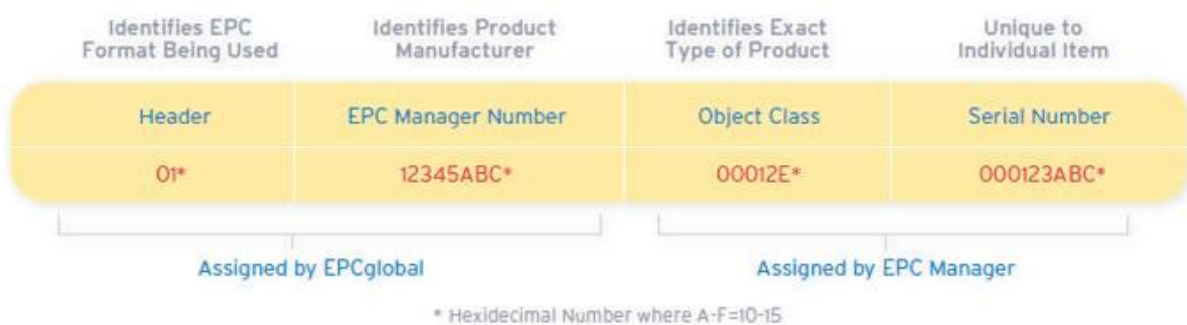 Identifies EPC
Format Being Used
Identifies Product
Manufacturer
Identifies Exact
Type of Product
Unique to
Individual Item
Header
EPC Manager Number
Object Class
Serial Number
01*
12345ABC*
00012E*
000123ABC*
Assigned by EPCglobal
Assigned by EPC Manager
* Hexidecimal Number where A-F=10-15